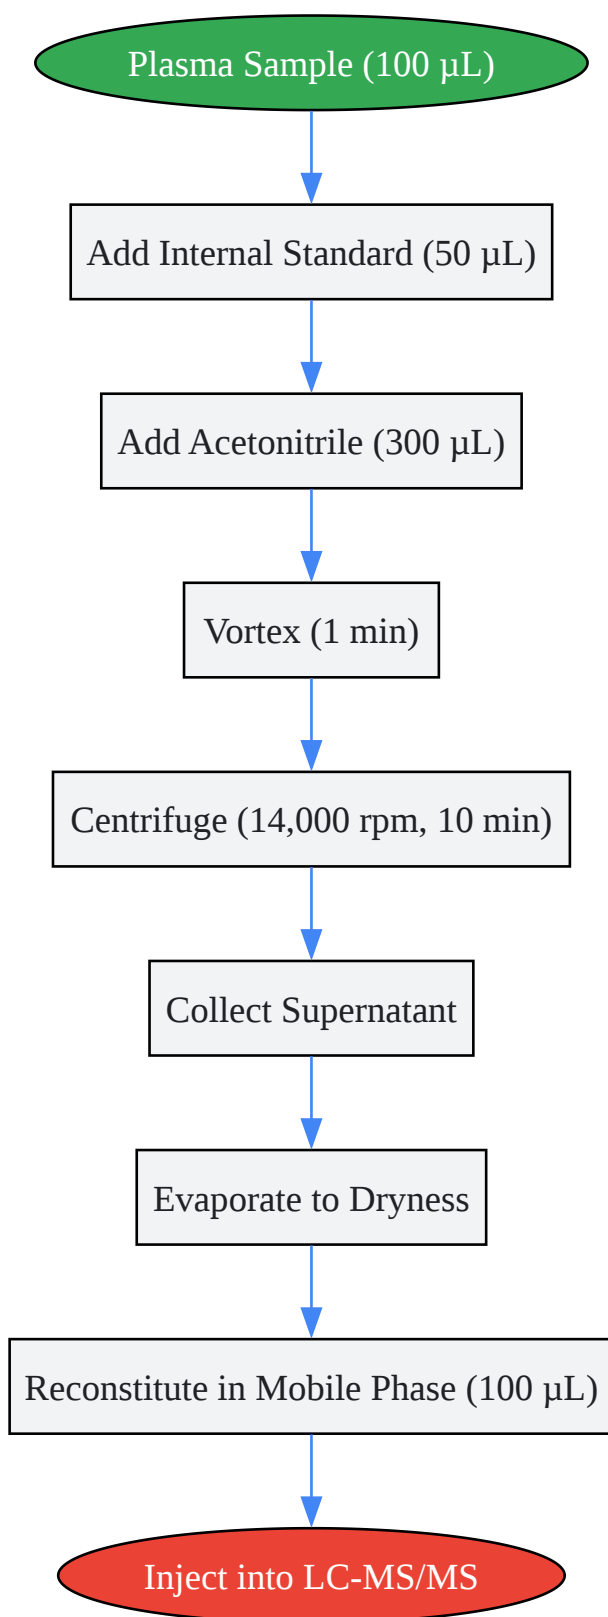 Plasma Sample (100 µL)
Add Internal Standard (50 µL)
Add Acetonitrile (300 µL)
Vortex (1 min)
Centrifuge (14,000 rpm, 10 min)
Collect Supernatant
Evaporate to Dryness
Reconstitute in Mobile Phase (100 µL)
Inject into LC-MS/MS